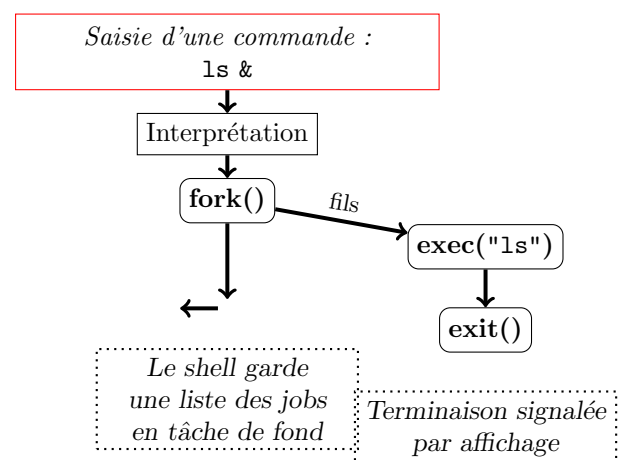 Saisie d'une commande :
ls &
Interprétation
fork()
fils
exec("ls")
exit()
Le shell garde
une liste des jobs
en tâche de fond
Terminaison signalée
par affichage